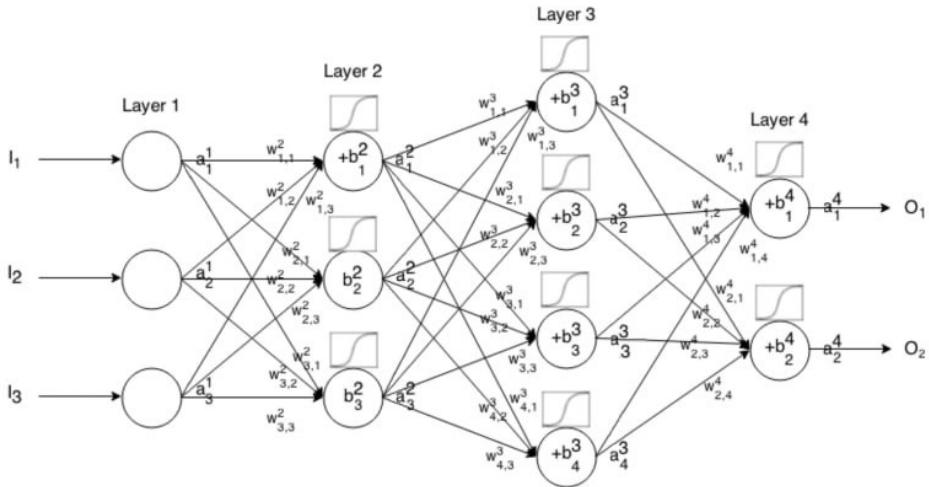 Layer 1
Layer 2
Layer 3
Layer 4
I₁
I₂
I₃
a¹₁
a¹₂
a¹₃
w²₁,₁
w²₁,₂
w²₁,₃
w²₂,₁
w²₂,₂
w²₂,₃
w²₃,₁
w²₃,₂
w²₃,₃
+b²₁
b²₂
b²₃
a²₁
a²₂
a²₃
w³₁,₁
w³₁,₂
w³₁,₃
w³₂,₁
w³₂,₂
w³₂,₃
w³₃,₁
w³₃,₂
w³₃,₃
w³₄,₁
w³₄,₂
w³₄,₃
+b³₁
+b³₂
+b³₃
+b³₄
a³₁
a³₂
a³₃
a³₄
w⁴₁,₁
w⁴₁,₂
w⁴₁,₃
w⁴₁,₄
w⁴₂,₁
w⁴₂,₂
w⁴₂,₃
w⁴₂,₄
+b⁴₁
+b⁴₂
a⁴₁
a⁴₂
O₁
O₂